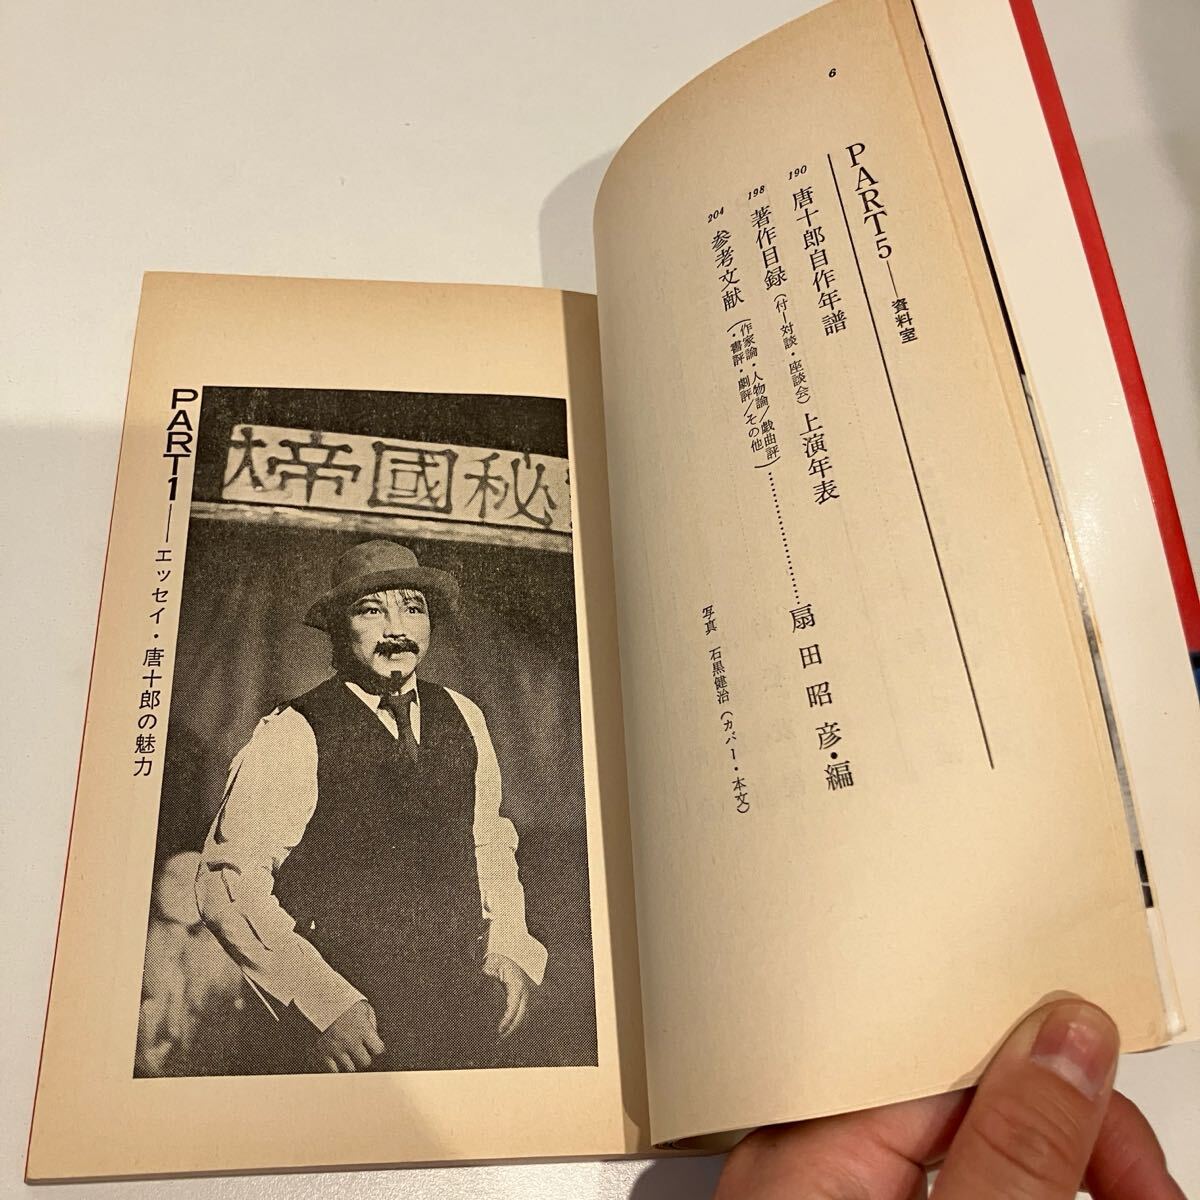 6
PART5――資料室
190 唐十郎自作年譜
198 著作目録(付―対談・座談会)上演年表
204 参考文献(作家論・人物論/戯曲評・書評・劇評/その他)…………扇田昭彦・編
写真 石黒健治(カバー・本文)
PART1――エッセイ・唐十郎の魅力
秘國帝大